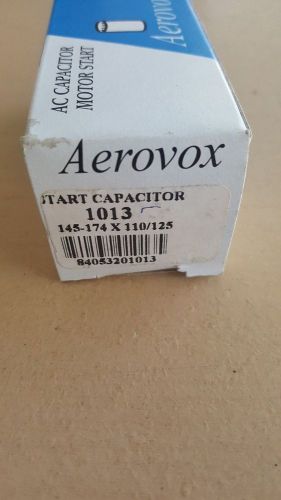 AC CAPACITOR
MOTOR START
Aerovox
Aerovox
START CAPACITOR
1013
145-174 X 110/125
84053201013